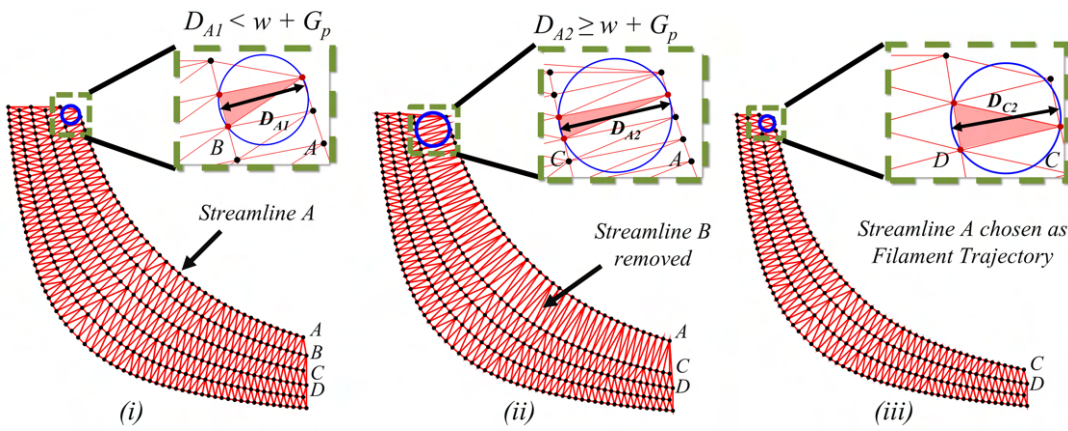 D_{A1} < w + G_p
D_{A1}
B
A
Streamline A
A
B
C
D
(i)
D_{A2} ≥ w + G_p
D_{A2}
C
A
Streamline B
removed
A
C
D
(ii)
D_{C2}
D
C
Streamline A chosen as
Filament Trajectory
C
D
(iii)